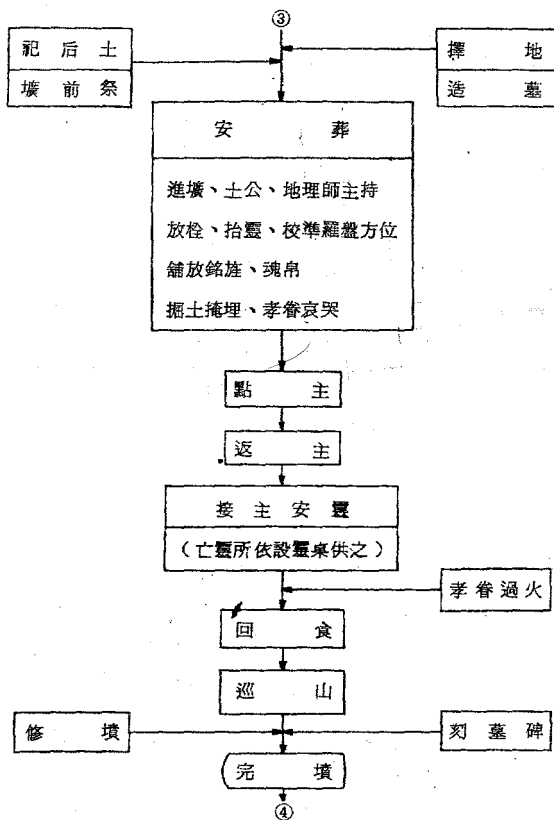 ③
祀后土
壙前祭
擇地
造墓
安葬
進壙、土公、地理師主持
放栓、抬靈、校準羅盤方位
舖放銘旌、魂帛
掘土掩埋、孝眷哀哭
點主
返主
接主安靈
（亡靈所依設靈桌供之）
孝眷過火
回食
巡山
修墳
刻墓碑
完墳
④